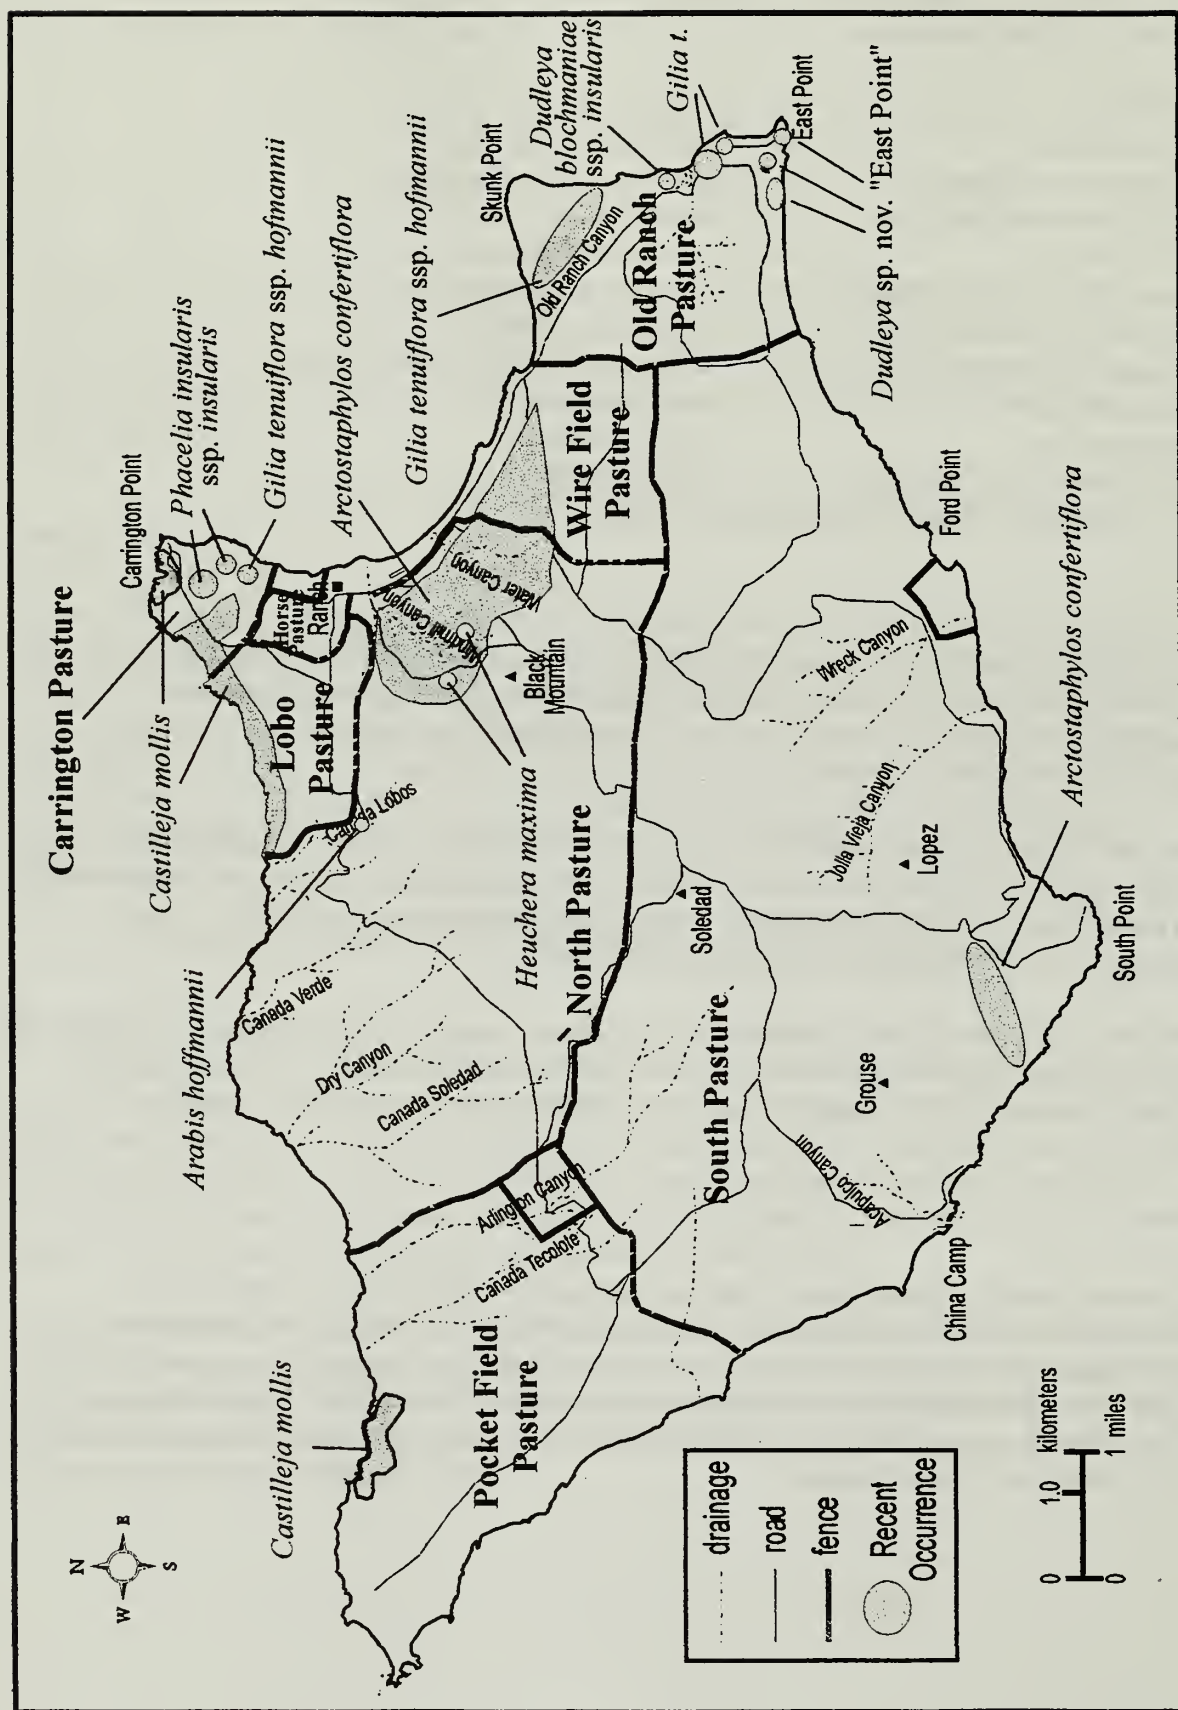 Carrington Pasture
Castilleja mollis
Carrington Point
Phacelia insularis
ssp. insularis
Gilia tenuiflora ssp. hofmannii
Arctostaphylos confertiflora
Gilia tenuiflora ssp. hofmannii
Skunk Point
Dudleya
blochmaniae
ssp. insularis
Gilia t.
East Point
Dudleya sp. nov. "East Point"
Old Ranch Canyon
Old Ranch
Pasture
Wire Field
Pasture
Horse
Pasture
Ranch
Lobo
Pasture
Windmill Canyon
Water Canyon
Black
Mountain
Canada Lobos
Heuchera maxima
Arabis hoffmannii
Canada Verde
Dry Canyon
Canada Soledad
North Pasture
Soledad
Ford Point
Wreck Canyon
Jolla Vieja Canyon
Lopez
Arctostaphylos confertiflora
South Point
South Pasture
Grouse
Acapulco Canyon
China Camp
Arlington Canyon
Canada Tecolote
Pocket Field
Pasture
Castilleja mollis
N
E
S
W
drainage
road
fence
Recent
Occurrence
0 1.0 kilometers
0 1 miles